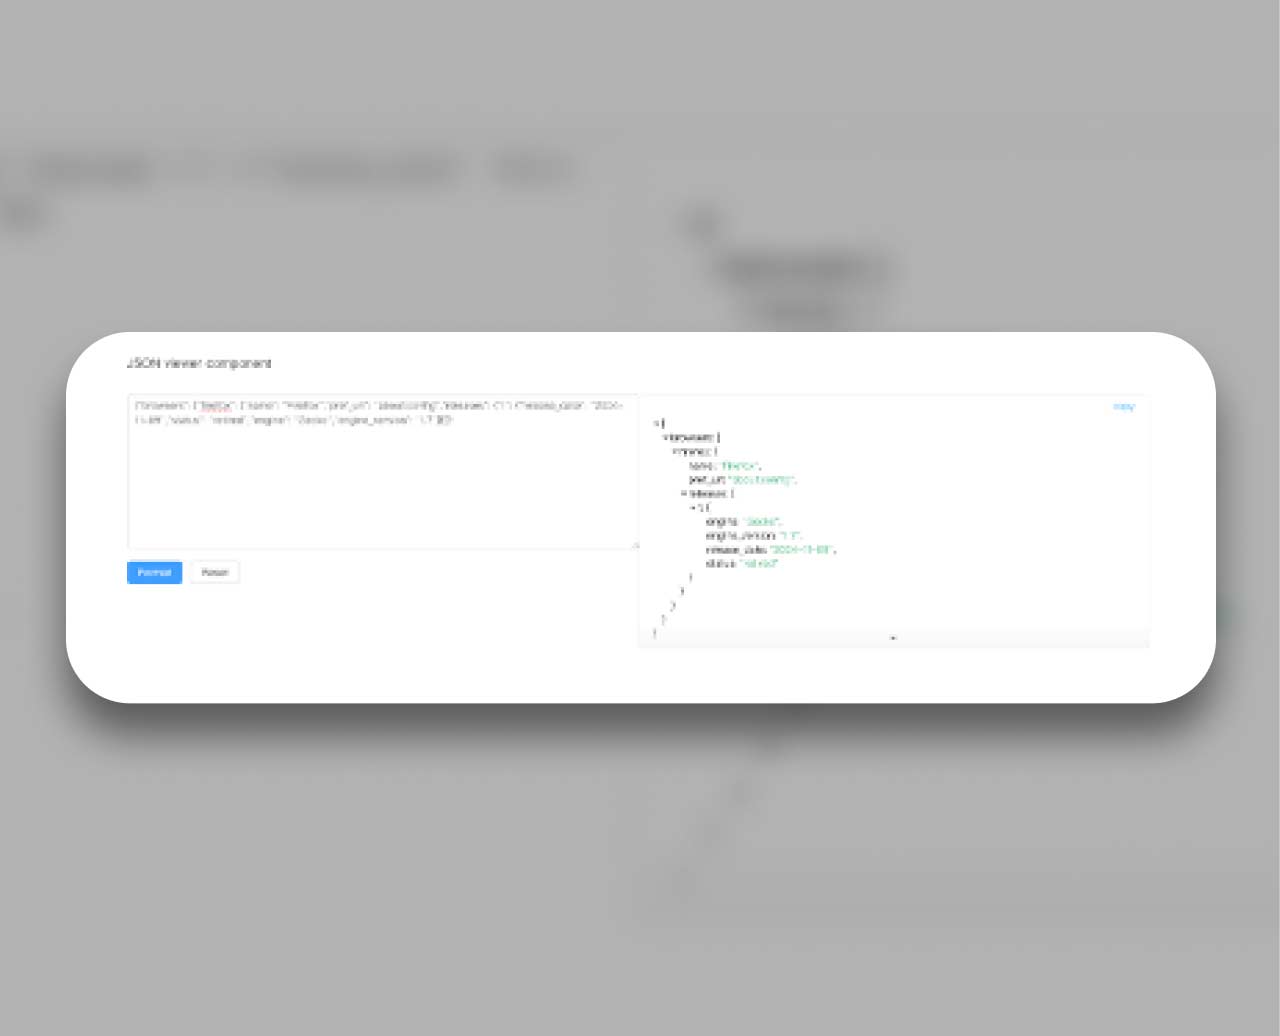 JSON viewer component
{"browsers": {"firefox": {"name": "Firefox","pref_url": "about:config","releases": {"1": {"release_date": "2004-
11-09","status": "retired","engine": "Gecko","engine_version": "1.7"}}}}}
copy
{
browsers: {
firefox: {
name: "Firefox",
pref_url: "about:config",
releases: {
1: {
engine: "Gecko",
engine_version: "1.7",
release_date: "2004-11-09",
status: "retired"
}
}
}
}
}
Format
Reset